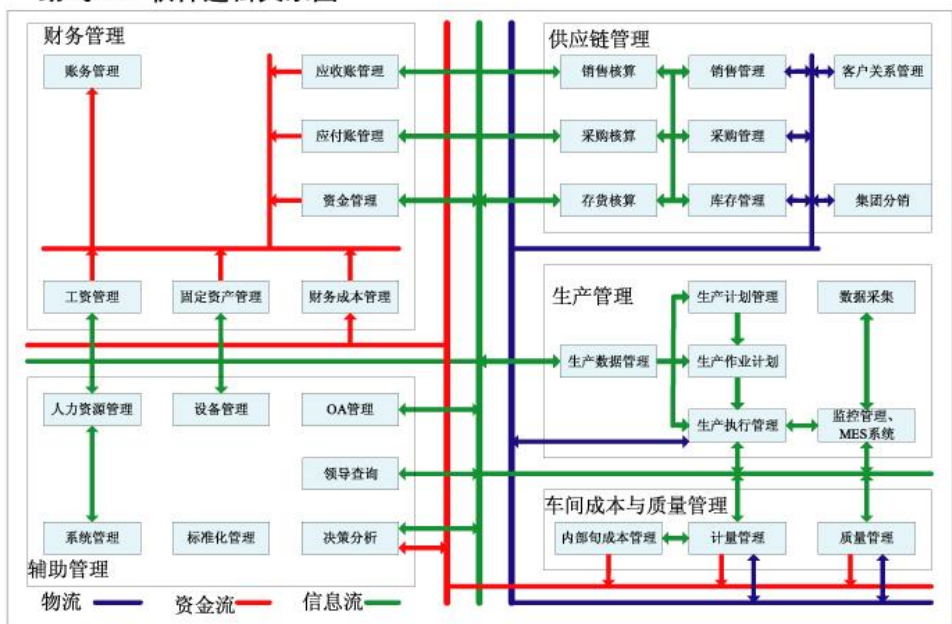 财务管理
供应链管理
账务管理
应收账管理
销售核算
销售管理
客户关系管理
应付账管理
采购核算
采购管理
资金管理
存货核算
库存管理
集团分销
工资管理
固定资产管理
财务成本管理
生产管理
生产计划管理
数据采集
生产数据管理
生产作业计划
人力资源管理
设备管理
OA管理
生产执行管理
监控管理、
MES系统
领导查询
车间成本与质量管理
系统管理
标准化管理
决策分析
内部旬成本管理
计量管理
质量管理
辅助管理
物流
资金流
信息流